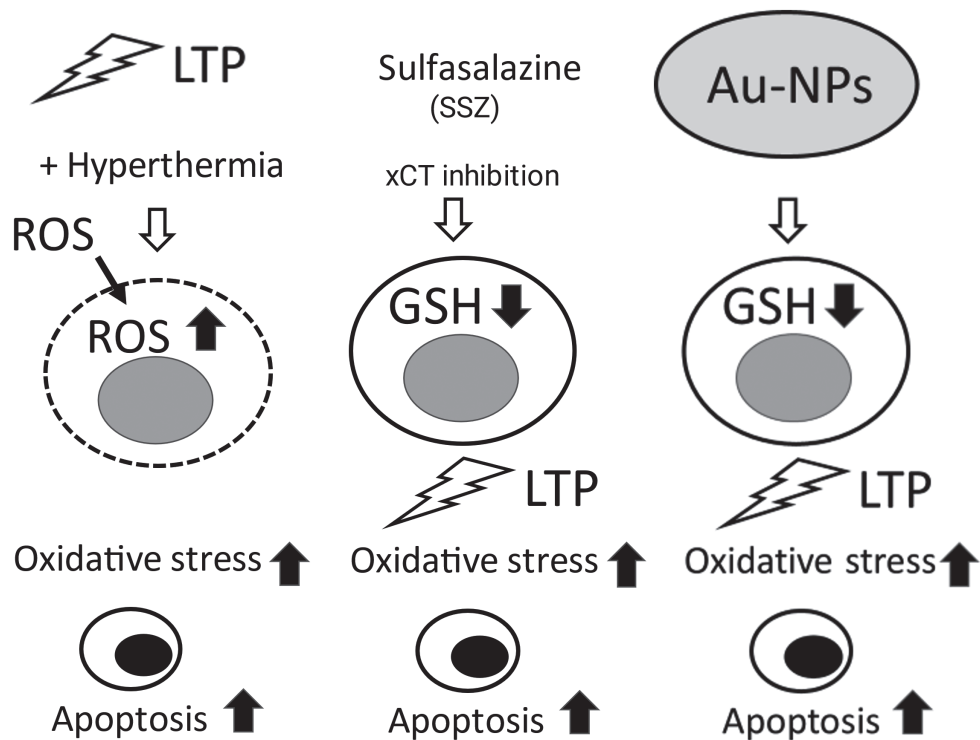 LTP
+ Hyperthermia
ROS
ROS
Oxidative stress
Apoptosis
Sulfasalazine
(SSZ)
xCT inhibition
GSH
LTP
Oxidative stress
Apoptosis
Au-NPs
GSH
LTP
Oxidative stress
Apoptosis